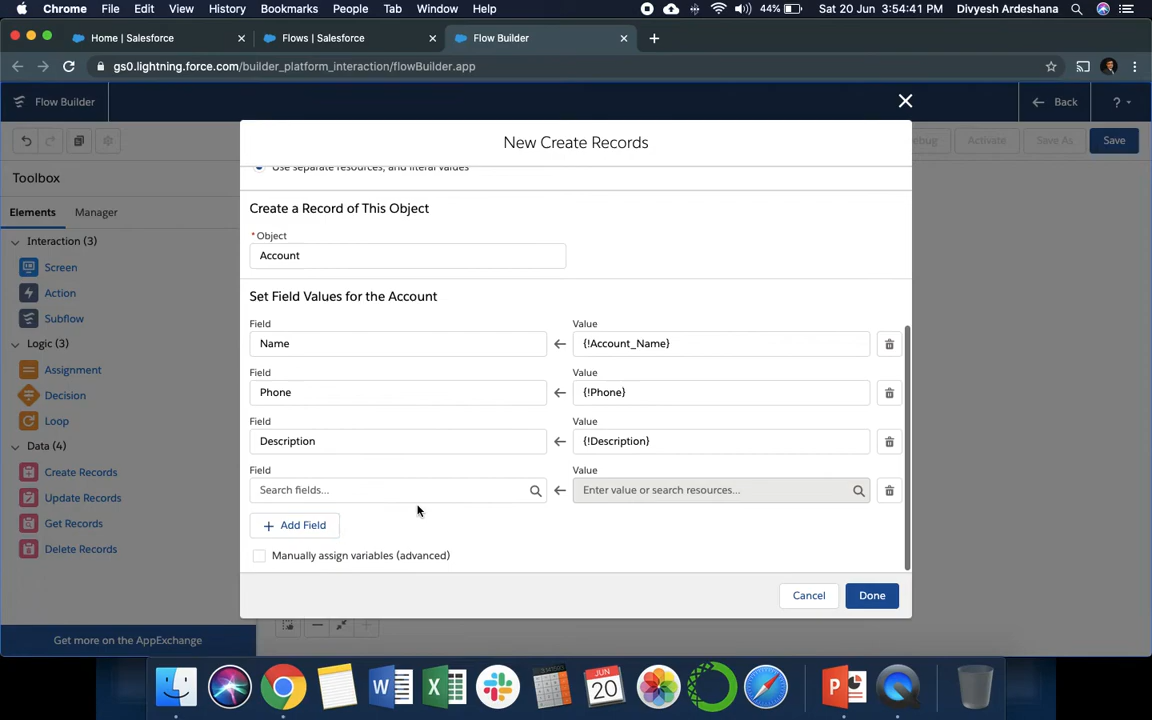 Chrome File Edit View History Bookmarks People Tab Window Help 44% Sat 20 Jun 3:54:41 PM Divyesh Ardeshana
Home | Salesforce Flows | Salesforce Flow Builder
gs0.lightning.force.com/builder_platform_interaction/flowBuilder.app
Flow Builder Back ?
New Create Records
bug Activate Save As Save
Use separate resources, and literal values
Toolbox
Elements Manager
Create a Record of This Object
Interaction (3)
* Object
Account
Screen
Action
Subflow
Set Field Values for the Account
Logic (3)
Field Value
Name {!Account_Name}
Assignment
Field Value
Phone {!Phone}
Decision
Loop
Field Value
Description {!Description}
Data (4)
Create Records
Field Value
Search fields... Enter value or search resources...
Update Records
Get Records
+ Add Field
Delete Records
Manually assign variables (advanced)
Cancel Done
Get more on the AppExchange
JUN
20